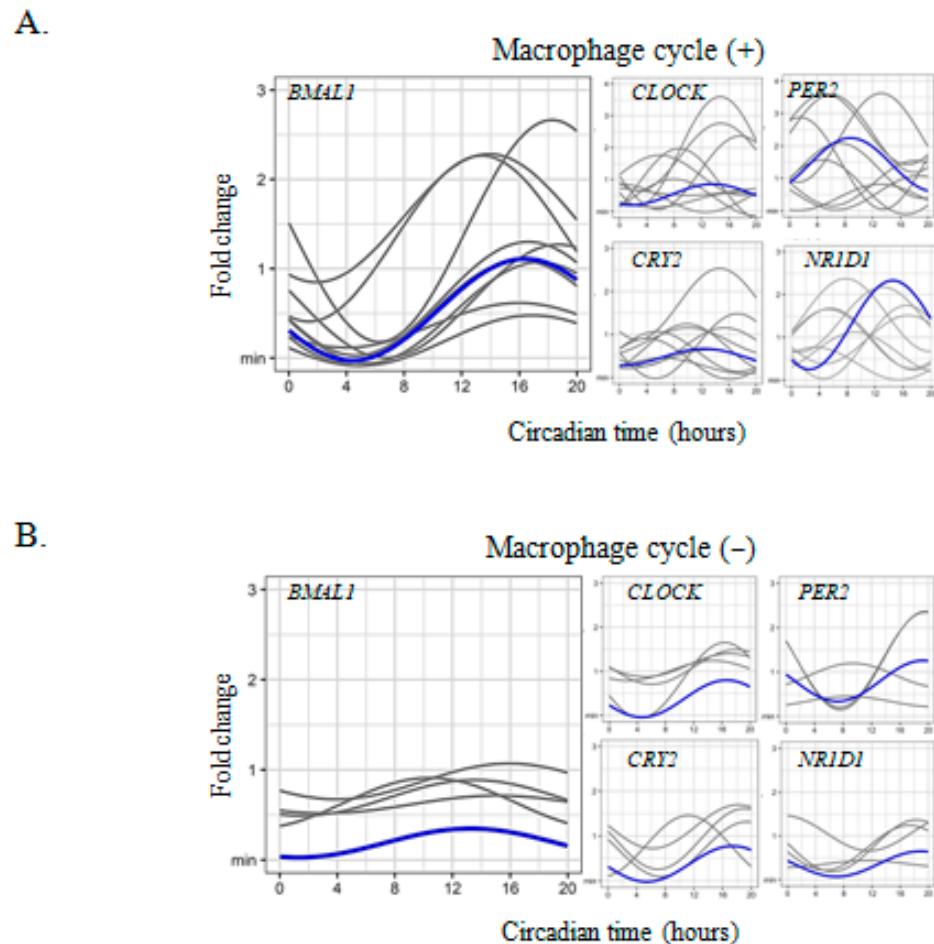 A.
Macrophage cycle (+)
BMAL1
CLOCK
PER2
CRY2
NR1D1
Fold change
3
2
1
min
0 4 8 12 16 20
Circadian time (hours)
B.
Macrophage cycle (–)
BMAL1
CLOCK
PER2
CRY2
NR1D1
Fold change
3
2
1
min
0 4 8 12 16 20
Circadian time (hours)